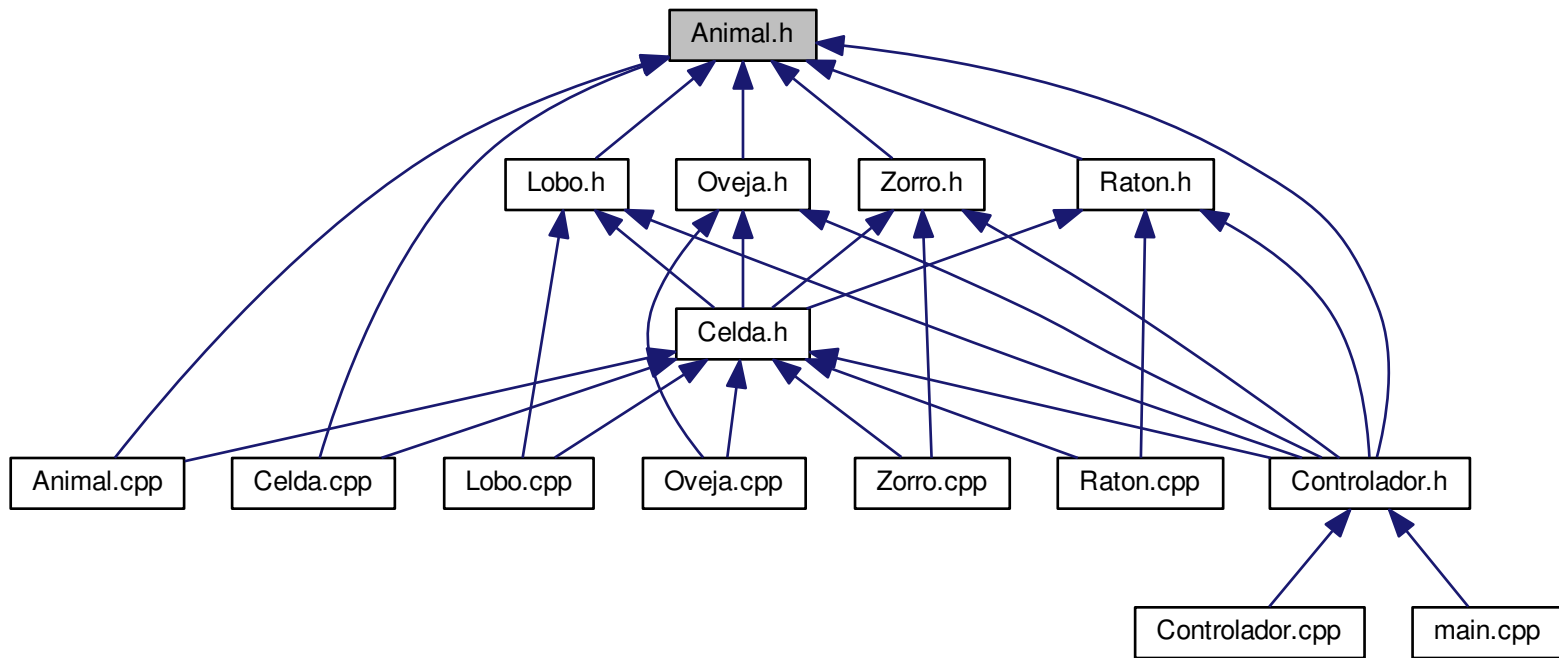 Animal.h
Lobo.h
Oveja.h
Zorro.h
Raton.h
Celda.h
Animal.cpp
Celda.cpp
Lobo.cpp
Oveja.cpp
Zorro.cpp
Raton.cpp
Controlador.h
Controlador.cpp
main.cpp